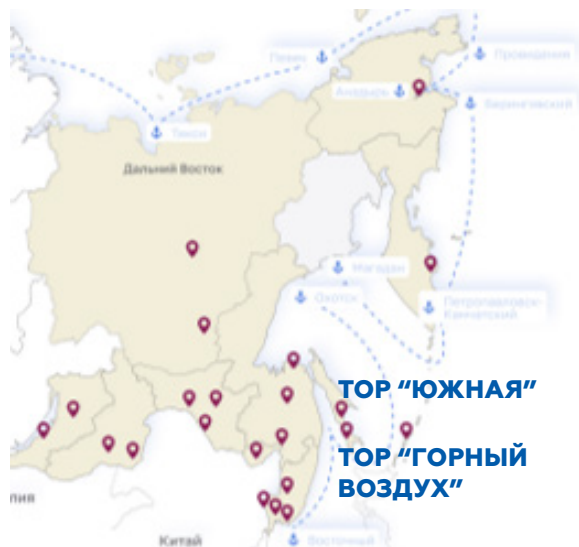 Певек
Провидения
Анадырь
Беринговский
Тикси
Дальний Восток
Магадан
Охотск
Петропавловск-
Камчатский
ТОР “ЮЖНАЯ”
ТОР “ГОРНЫЙ
ВОЗДУХ”
Китай
Восточный